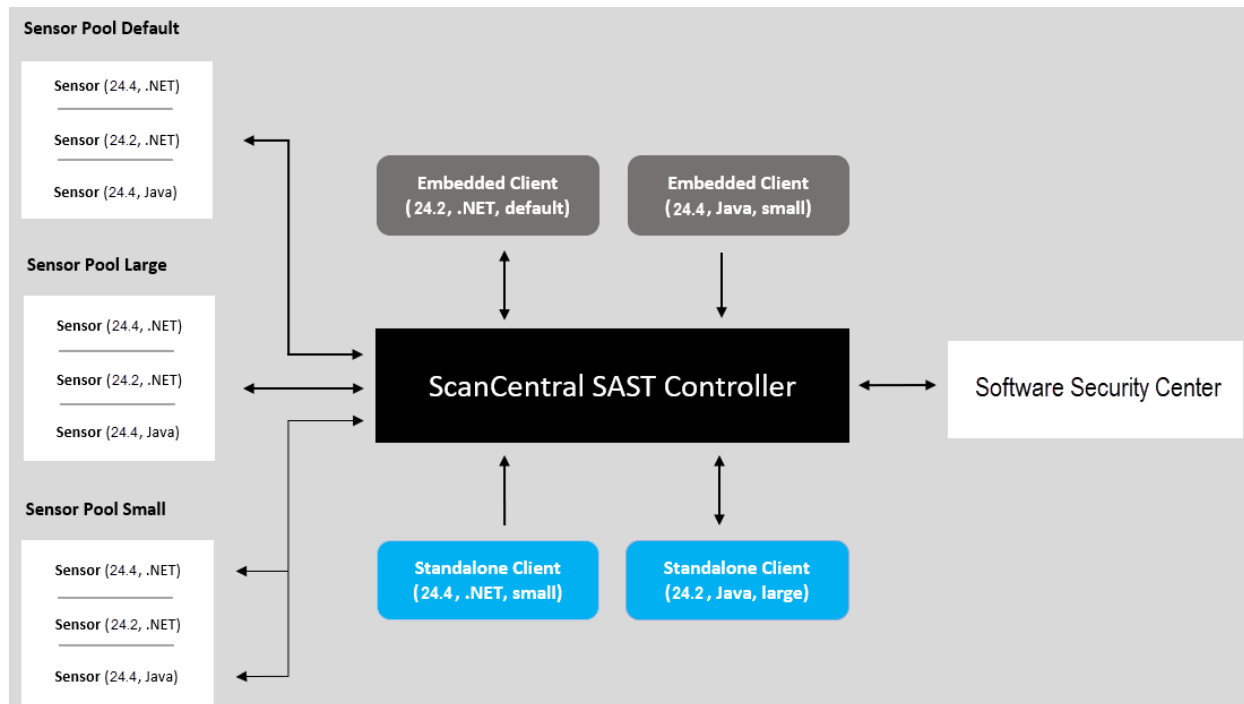 Sensor Pool Default
Sensor (24.4, .NET)
Sensor (24.2, .NET)
Sensor (24.4, Java)
Sensor Pool Large
Sensor (24.4, .NET)
Sensor (24.2, .NET)
Sensor (24.4, Java)
Sensor Pool Small
Sensor (24.4, .NET)
Sensor (24.2, .NET)
Sensor (24.4, Java)
Embedded Client
(24.2, .NET, default)
Embedded Client
(24.4, Java, small)
ScanCentral SAST Controller
Software Security Center
Standalone Client
(24.4, .NET, small)
Standalone Client
(24.2, Java, large)